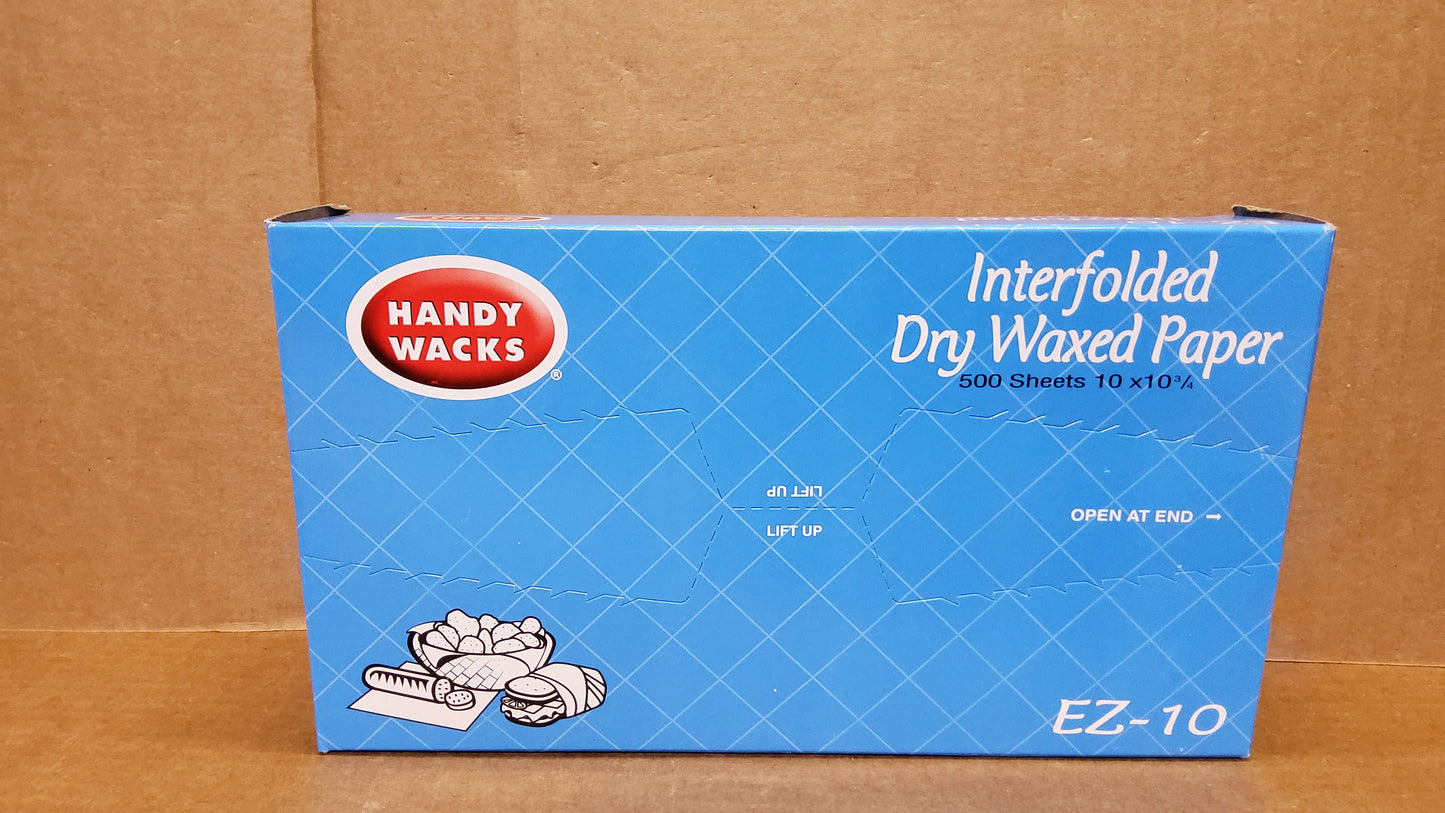 HANDY
WACKS
®
Interfolded
Dry Waxed Paper
500 Sheets 10 x10¾
LIFT UP
LIFT UP
OPEN AT END →
EZ-10